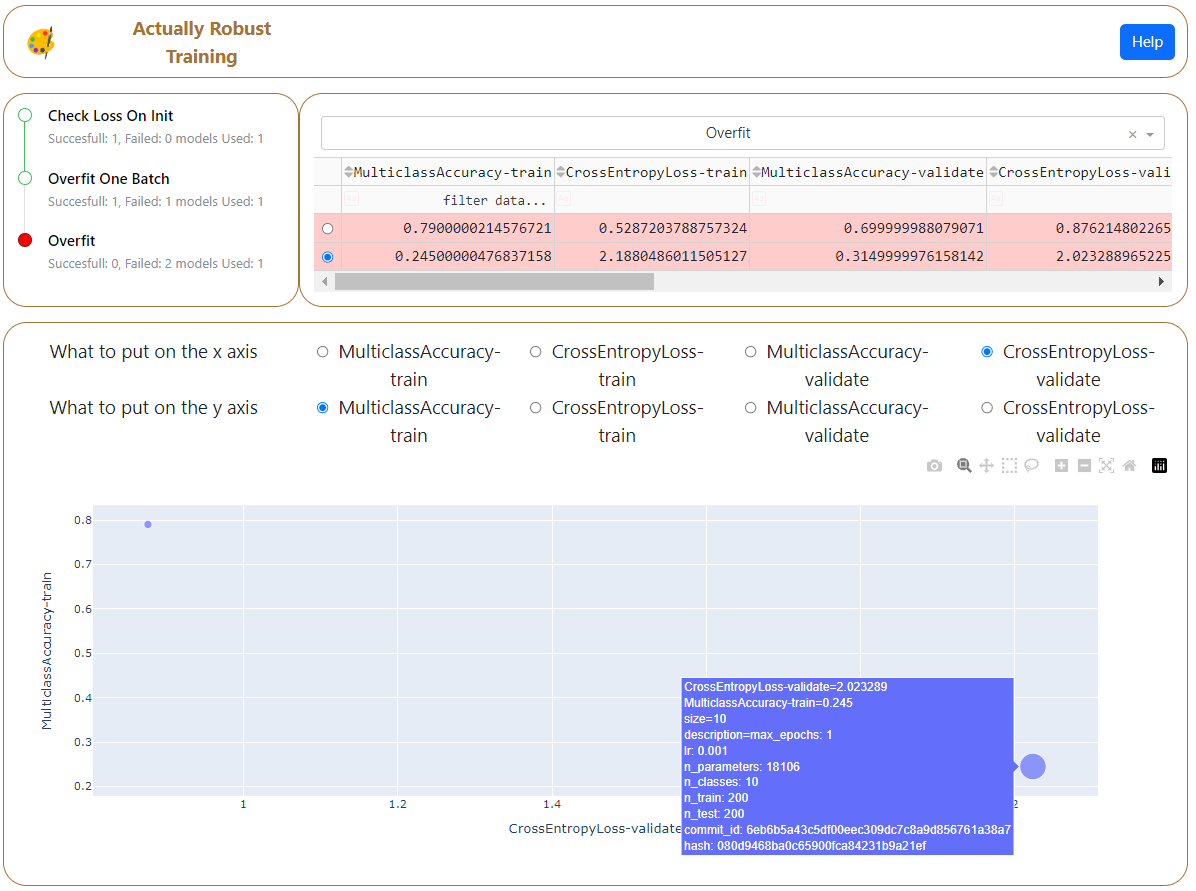 Actually Robust
Training
Help
Check Loss On Init
Succesfull: 1, Failed: 0 models Used: 1
Overfit One Batch
Succesfull: 1, Failed: 1 models Used: 1
Overfit
Succesfull: 0, Failed: 2 models Used: 1
Overfit
MulticlassAccuracy-train CrossEntropyLoss-train MulticlassAccuracy-validate CrossEntropyLoss-vali
Aa filter data... Aa Aa Aa
0.7900000214576721 0.5287203788757324 0.699999988079071 0.876214802265
0.24500000476837158 2.1880486011505127 0.3149999976158142 2.023288965225
What to put on the x axis MulticlassAccuracy- CrossEntropyLoss- MulticlassAccuracy- CrossEntropyLoss-
train train validate validate
What to put on the y axis MulticlassAccuracy- CrossEntropyLoss- MulticlassAccuracy- CrossEntropyLoss-
train train validate validate
MulticlassAccuracy-train
0.8
0.7
0.6
0.5
0.4
0.3
0.2
1 1.2 1.4 2
CrossEntropyLoss-validate
CrossEntropyLoss-validate=2.023289
MulticlassAccuracy-train=0.245
size=10
description=max_epochs: 1
lr: 0.001
n_parameters: 18106
n_classes: 10
n_train: 200
n_test: 200
commit_id: 6eb6b5a43c5df00eec309dc7c8a9d856761a38a7
hash: 080d9468ba0c65900fca84231b9a21ef